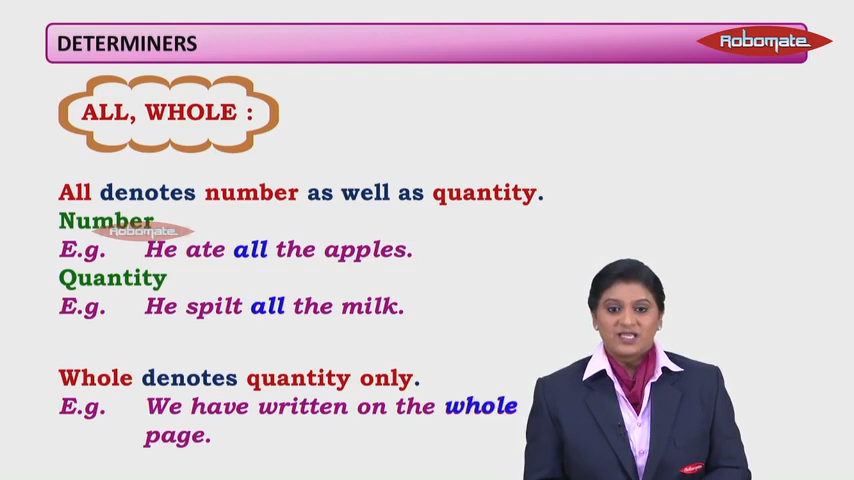 DETERMINERS
RoBomate
ALL, WHOLE :
All denotes number as well as quantity.
Number
RoBomate
E.g. He ate all the apples.
Quantity
E.g. He spilt all the milk.
Whole denotes quantity only.
E.g. We have written on the whole
page.